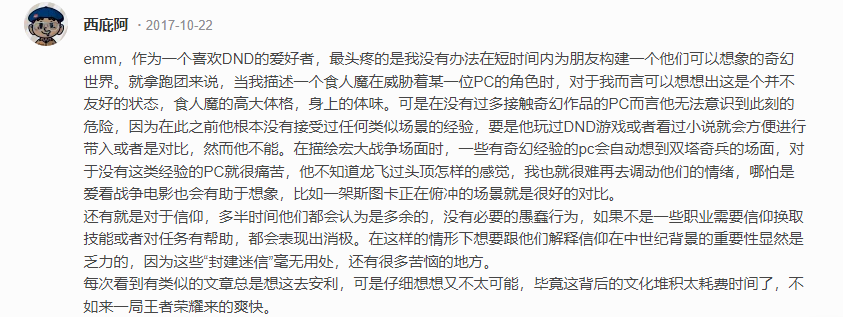 西庇阿 · 2017-10-22
emm，作为一个喜欢DND的爱好者，最头疼的是我没有办法在短时间内为朋友构建一个他们可以想象的奇幻
世界。就拿跑团来说，当我描述一个食人魔在威胁着某一位PC的角色时，对于我而言可以想想出这是个并不
友好的状态，食人魔的高大体格，身上的体味。可是在没有过多接触奇幻作品的PC而言他无法意识到此刻的
危险，因为在此之前他根本没有接受过任何类似场景的经验，要是他玩过DND游戏或者看过小说就会方便进行
带入或者是对比，然而他不能。在描绘宏大战争场面时，一些有奇幻经验的pc会自动想到双塔奇兵的场面，对
于没有这类经验的PC就很痛苦，他不知道龙飞过头顶怎样的感觉，我也就很难再去调动他们的情绪，哪怕是
爱看战争电影也会有助于想象，比如一架斯图卡正在俯冲的场景就是很好的对比。
还有就是对于信仰，多半时间他们都会认为是多余的，没有必要的愚蠢行为，如果不是一些职业需要信仰换取
技能或者对任务有帮助，都会表现出消极。在这样的情形下想要跟他们解释信仰在中世纪背景的重要性显然是
乏力的，因为这些“封建迷信”毫无用处，还有很多苦恼的地方。
每次看到有类似的文章总是想这去安利，可是仔细想想又不太可能，毕竟这背后的文化堆积太耗费时间了，不
如来一局王者荣耀来的爽快。